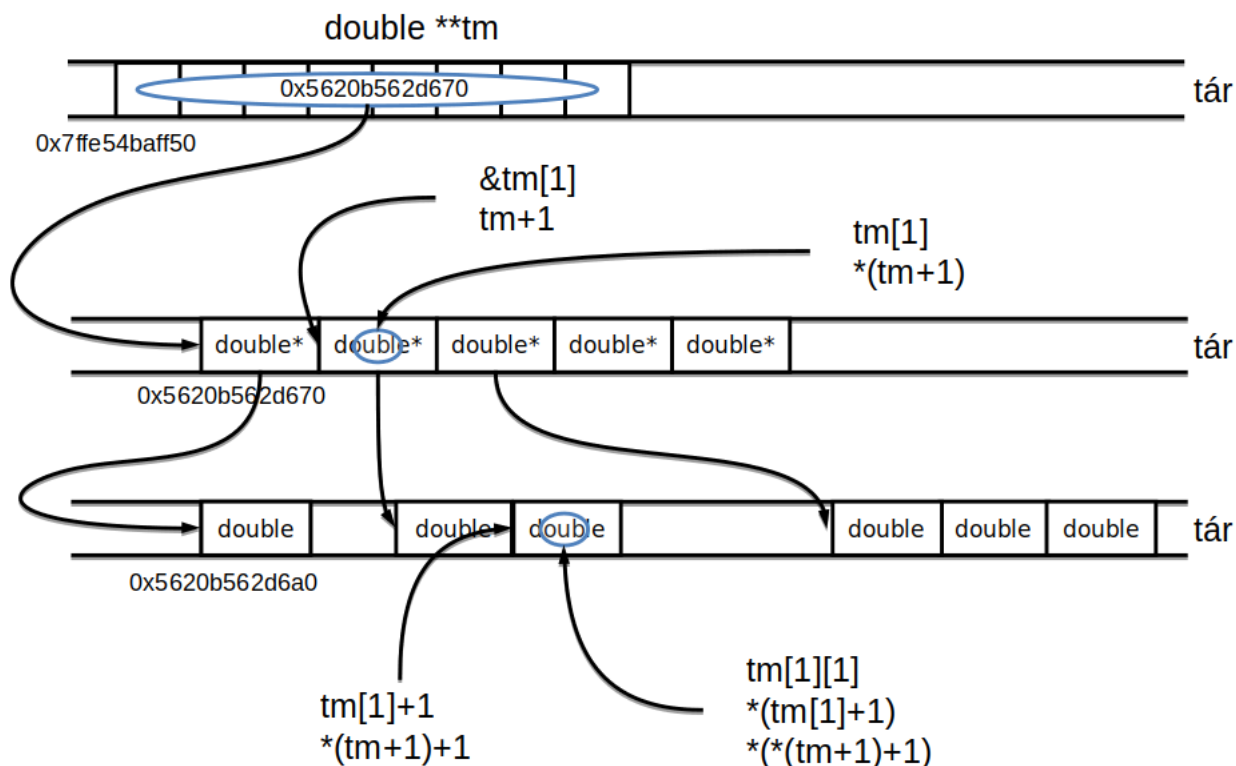 double **tm
0x5620b562d670
tár
0x7ffe54baff50
&tm[1]
tm+1
tm[1]
*(tm+1)
double* double* double* double* double*
tár
0x5620b562d670
double double double double double double
tár
0x5620b562d6a0
tm[1]+1
*(tm+1)+1
tm[1][1]
*(tm[1]+1)
*(*(tm+1)+1)